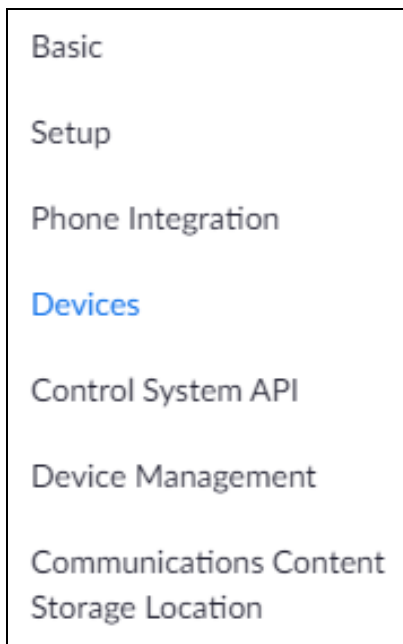 Basic
Setup
Phone Integration
Devices
Control System API
Device Management
Communications Content
Storage Location